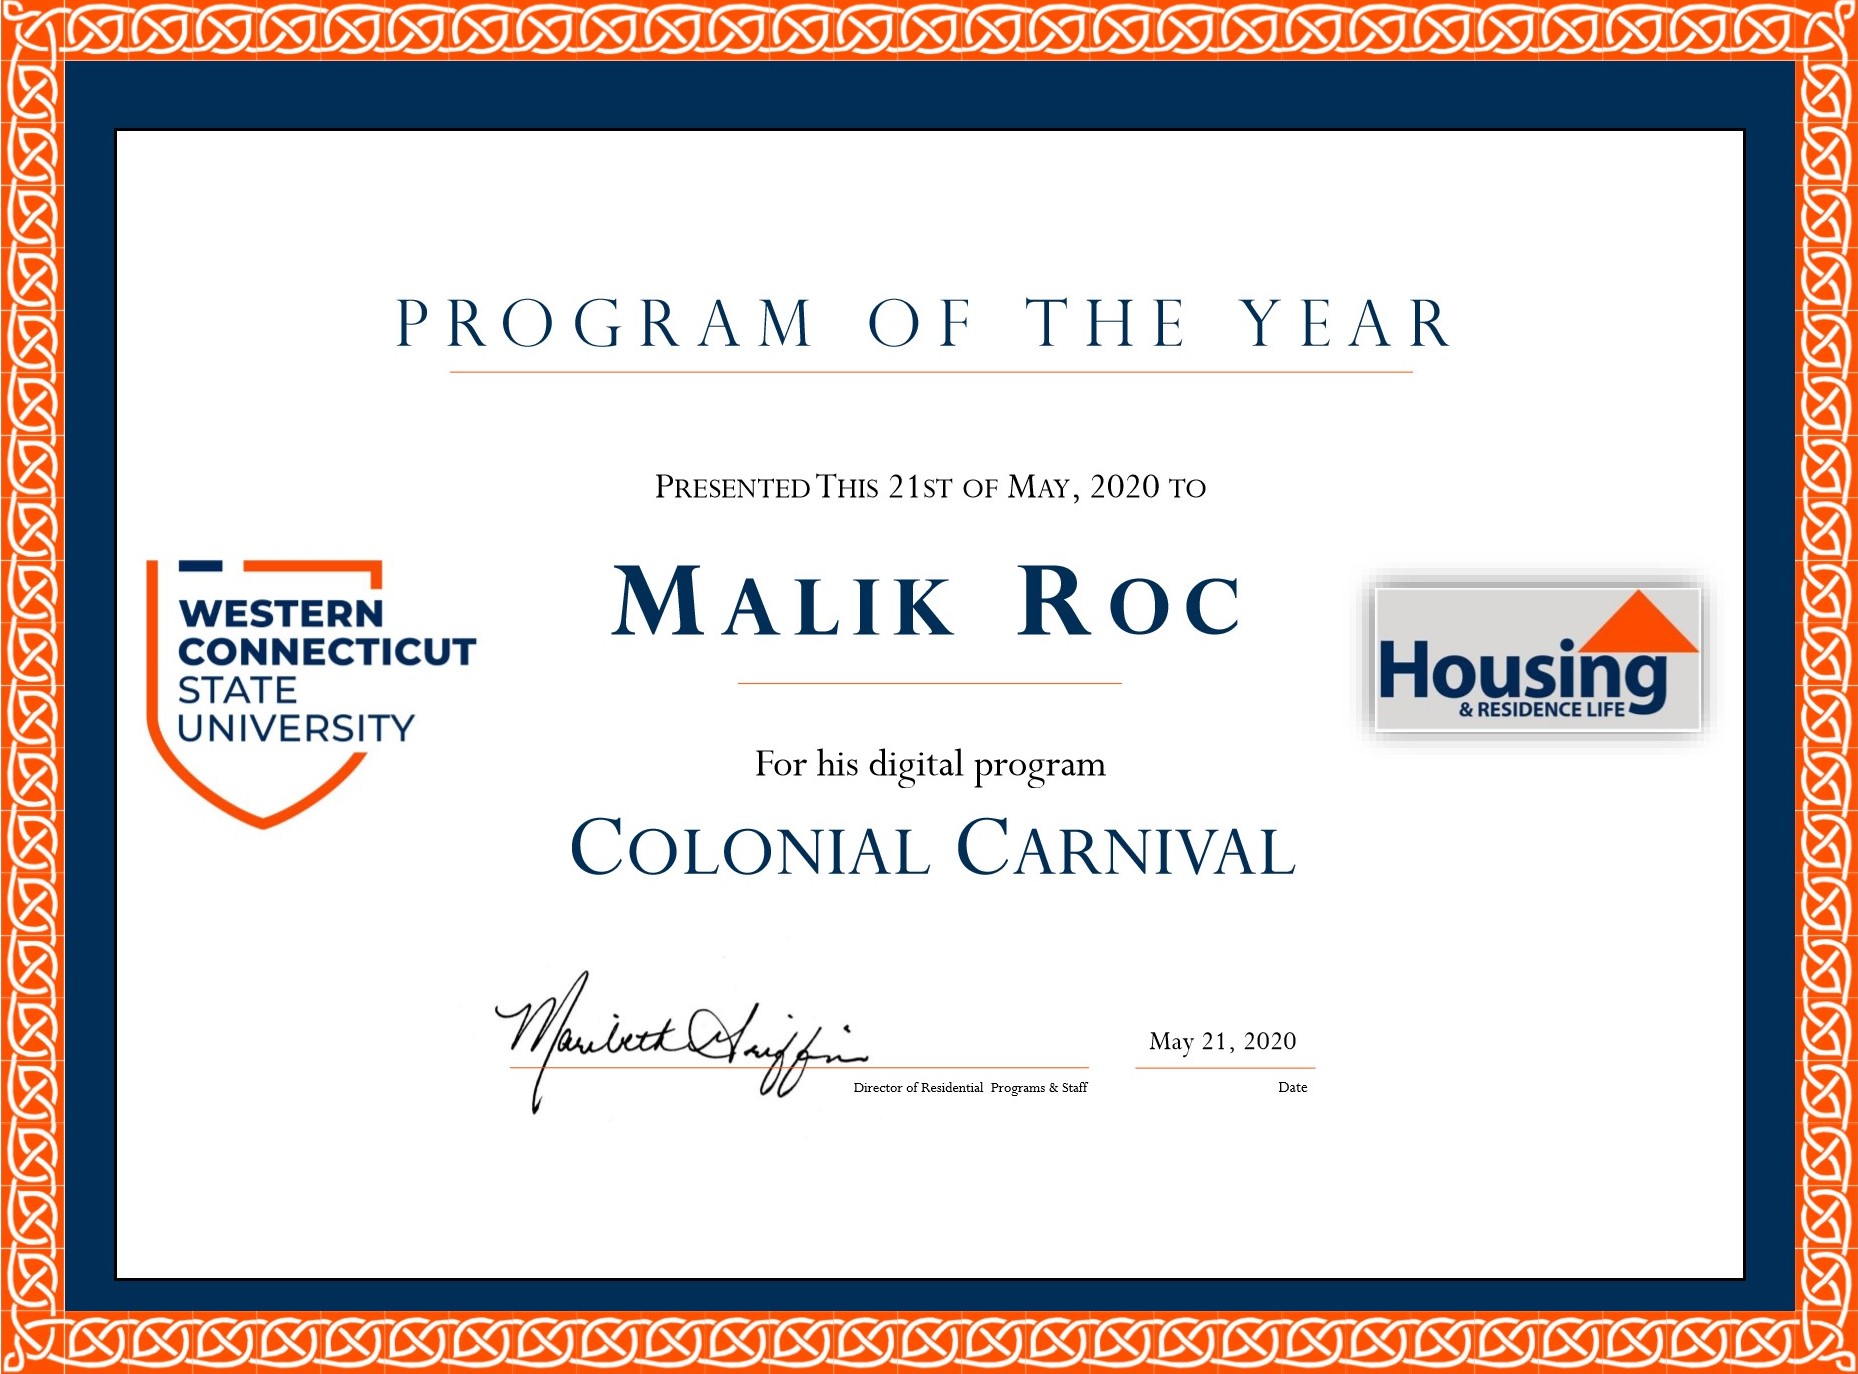 PROGRAM OF THE YEAR
PRESENTED THIS 21ST OF MAY, 2020 TO
MALIK ROC
WESTERN
CONNECTICUT
STATE
UNIVERSITY
Housing
& RESIDENCE LIFE
For his digital program
COLONIAL CARNIVAL
Maribeth Griffin
May 21, 2020
Director of Residential Programs & Staff
Date